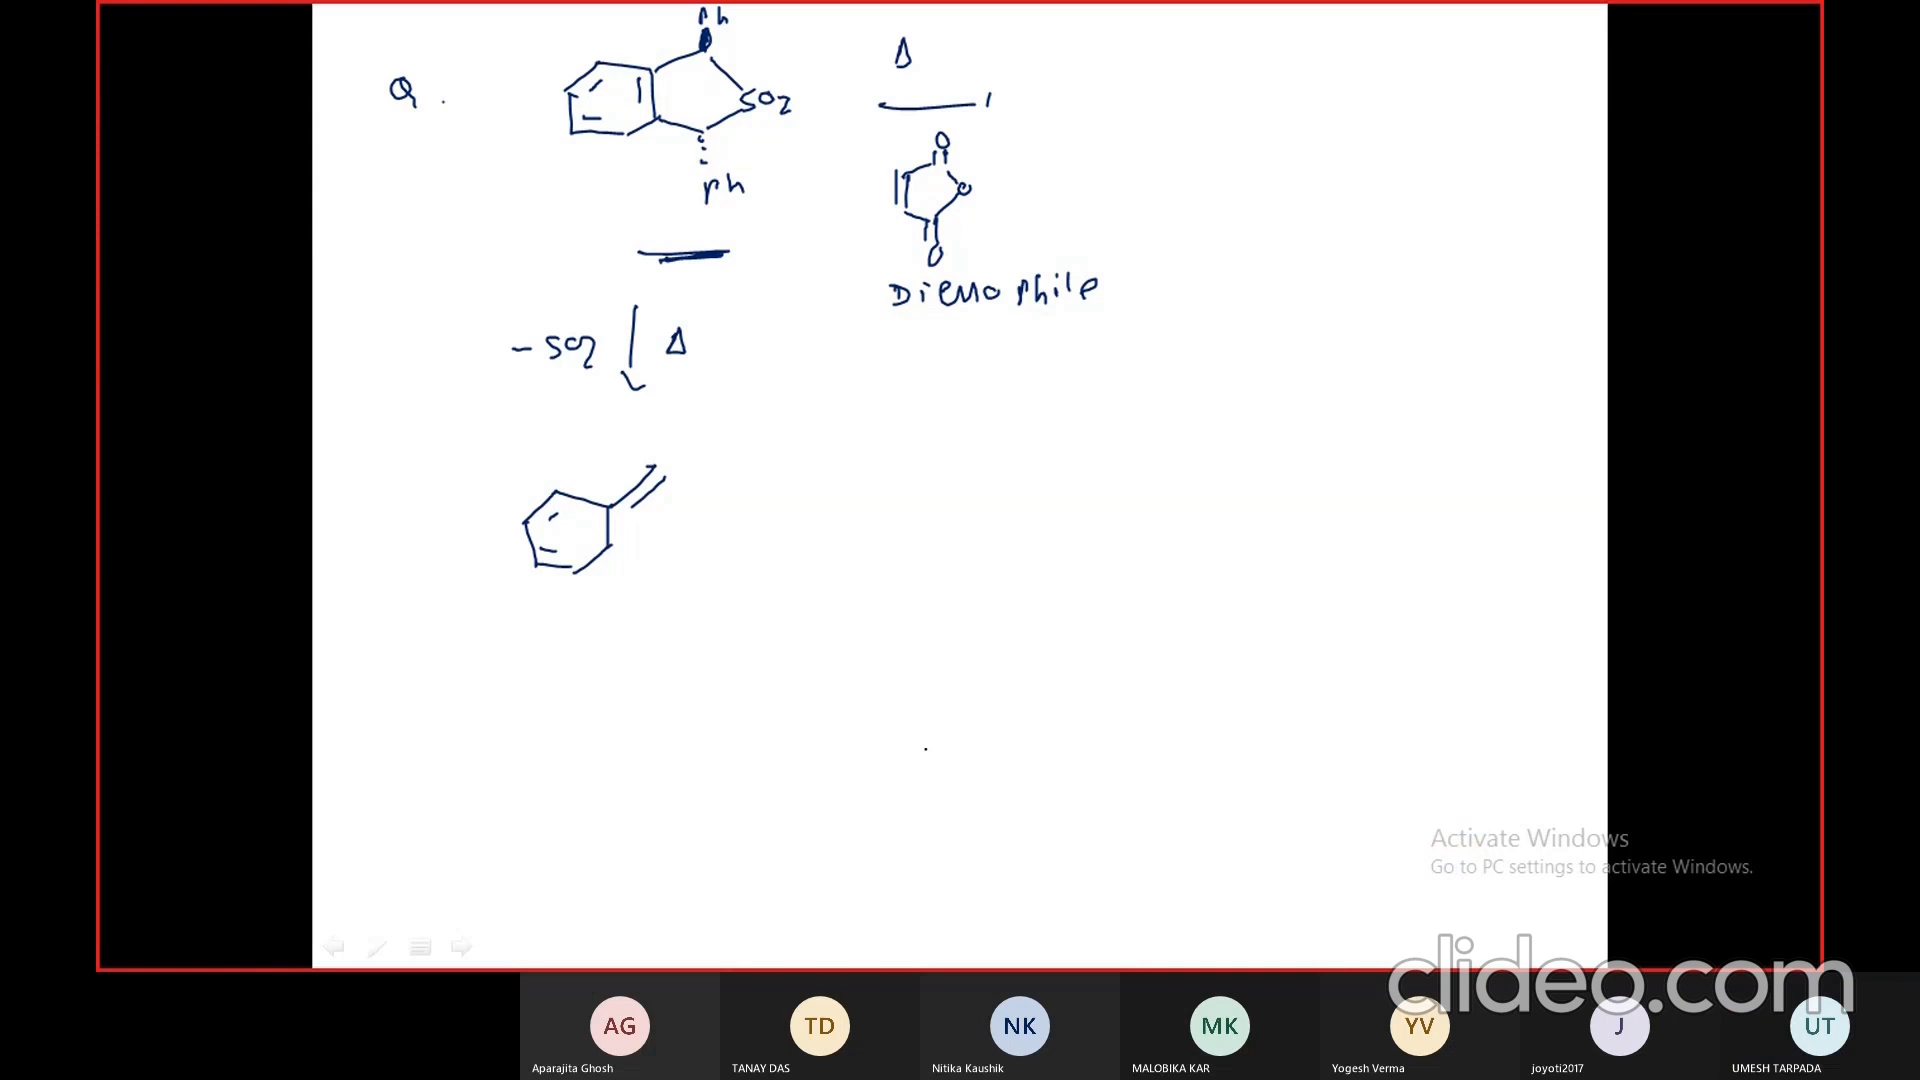 Ph
Q.
SO2
Δ
O
O
Ph
O
Dienophile
- SO2 Δ
Activate Windows
Go to PC settings to activate Windows.
clideo.com
AG TD NK MK YV J UT
Aparajita Ghosh TANAY DAS Nitika Kaushik MALOBIKA KAR Yogesh Verma joyoti2017 UMESH TARPADA